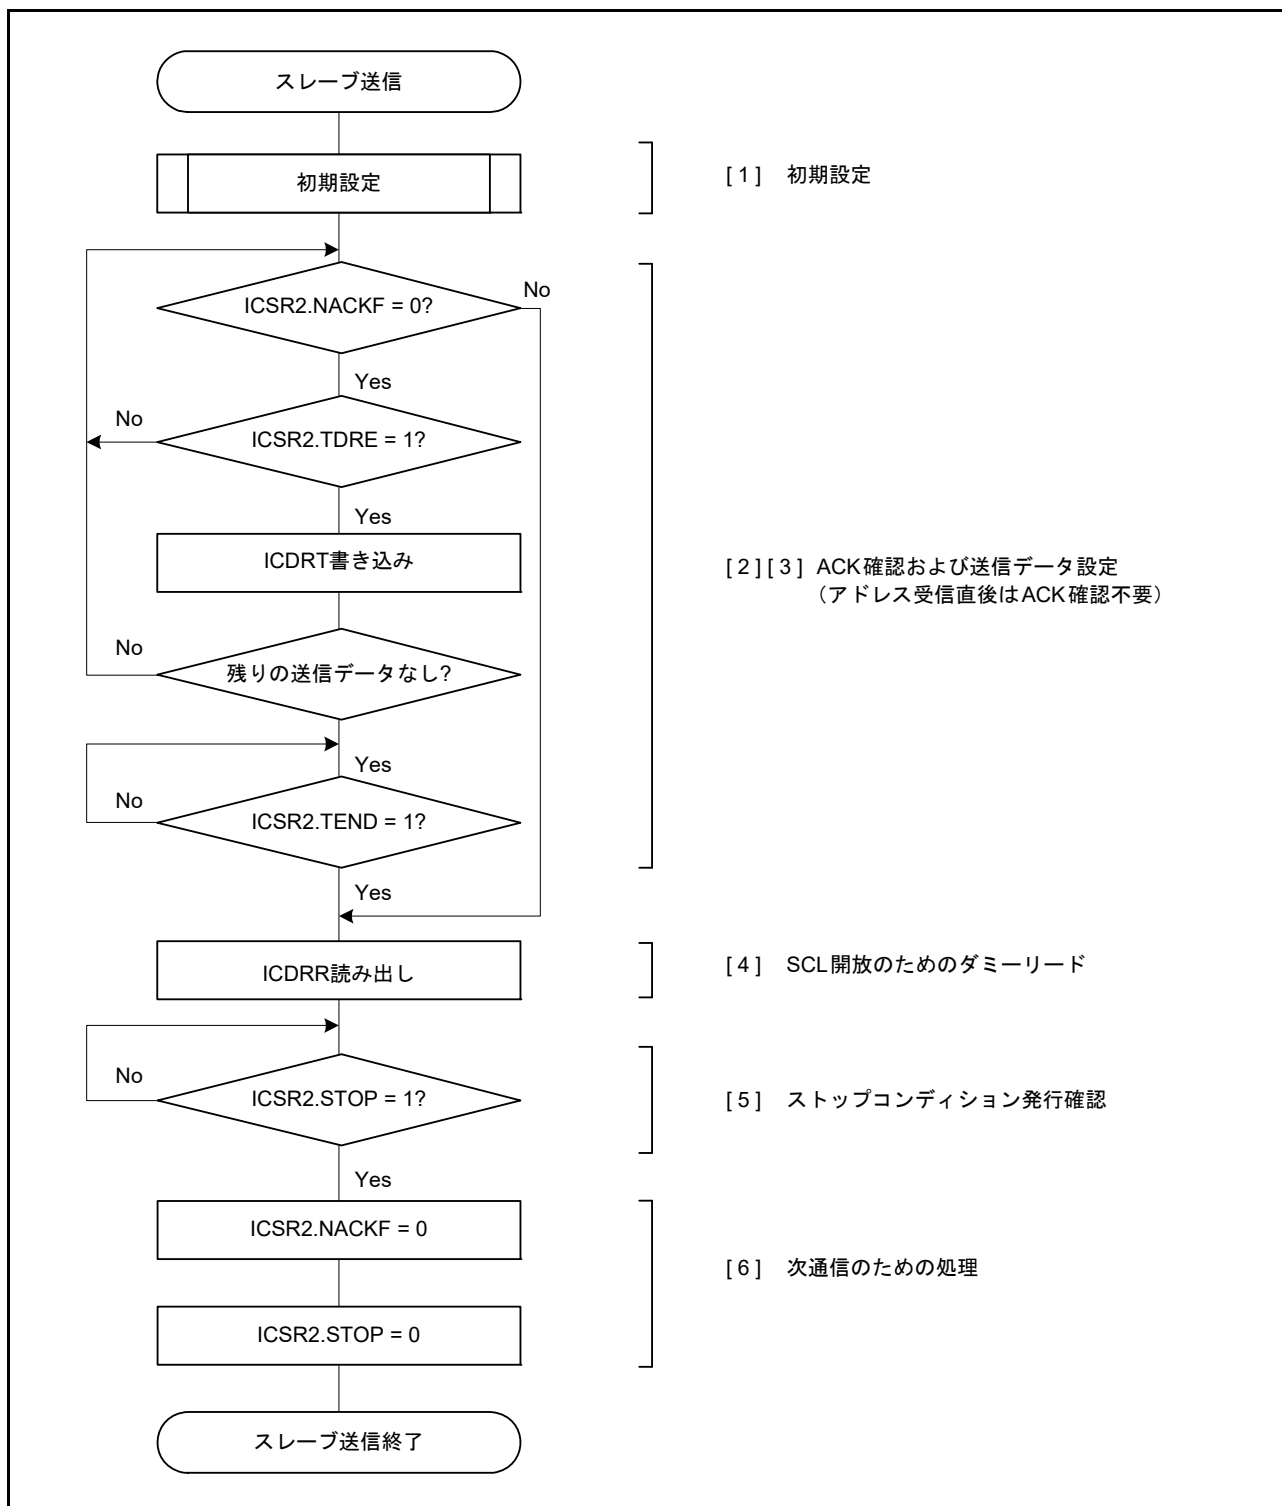 スレーブ送信
初期設定
[ 1 ] 初期設定
ICSR2.NACKF = 0?
No
Yes
No
ICSR2.TDRE = 1?
Yes
ICDRT書き込み
[ 2 ] [ 3 ] ACK確認および送信データ設定
（アドレス受信直後はACK確認不要）
No
残りの送信データなし?
Yes
No
ICSR2.TEND = 1?
Yes
ICDRR読み出し
[ 4 ] SCL開放のためのダミーリード
No
ICSR2.STOP = 1?
[ 5 ] ストップコンディション発行確認
Yes
ICSR2.NACKF = 0
[ 6 ] 次通信のための処理
ICSR2.STOP = 0
スレーブ送信終了